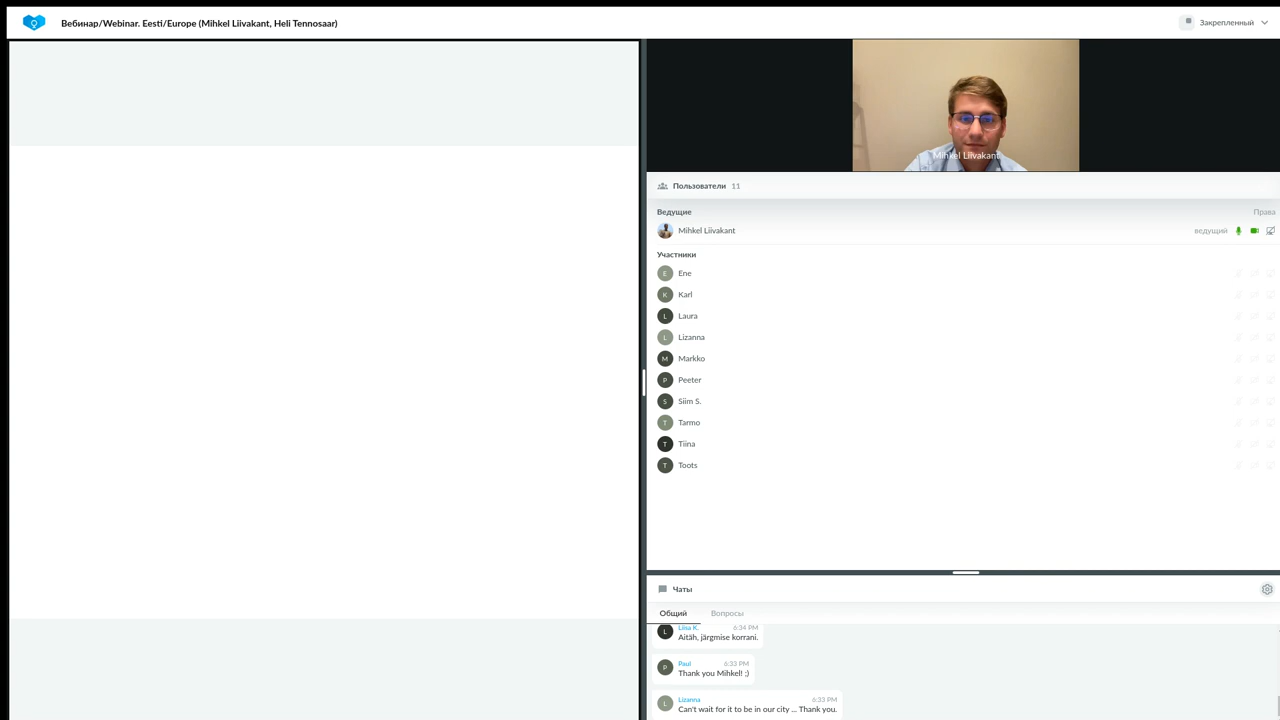 Вебинар/Webinar. Eesti/Europe (Mihkel Liivakant, Heli Tennosaar)
Закрепленный
Mihkel Liivakant
Пользователи 11
Ведущие Права
Mihkel Liivakant ведущий
Участники
E Ene
K Karl
L Laura
L Lizanna
M Markko
P Peeter
S Siim S.
T Tarmo
T Tiina
T Toots
Чаты
Общий Вопросы
L Liisa K. 6:34 PM
Aitäh, järgmise korrani.
P Paul 6:33 PM
Thank you Mihkel! ;)
L Lizanna 6:33 PM
Can't wait for it to be in our city ... Thank you.